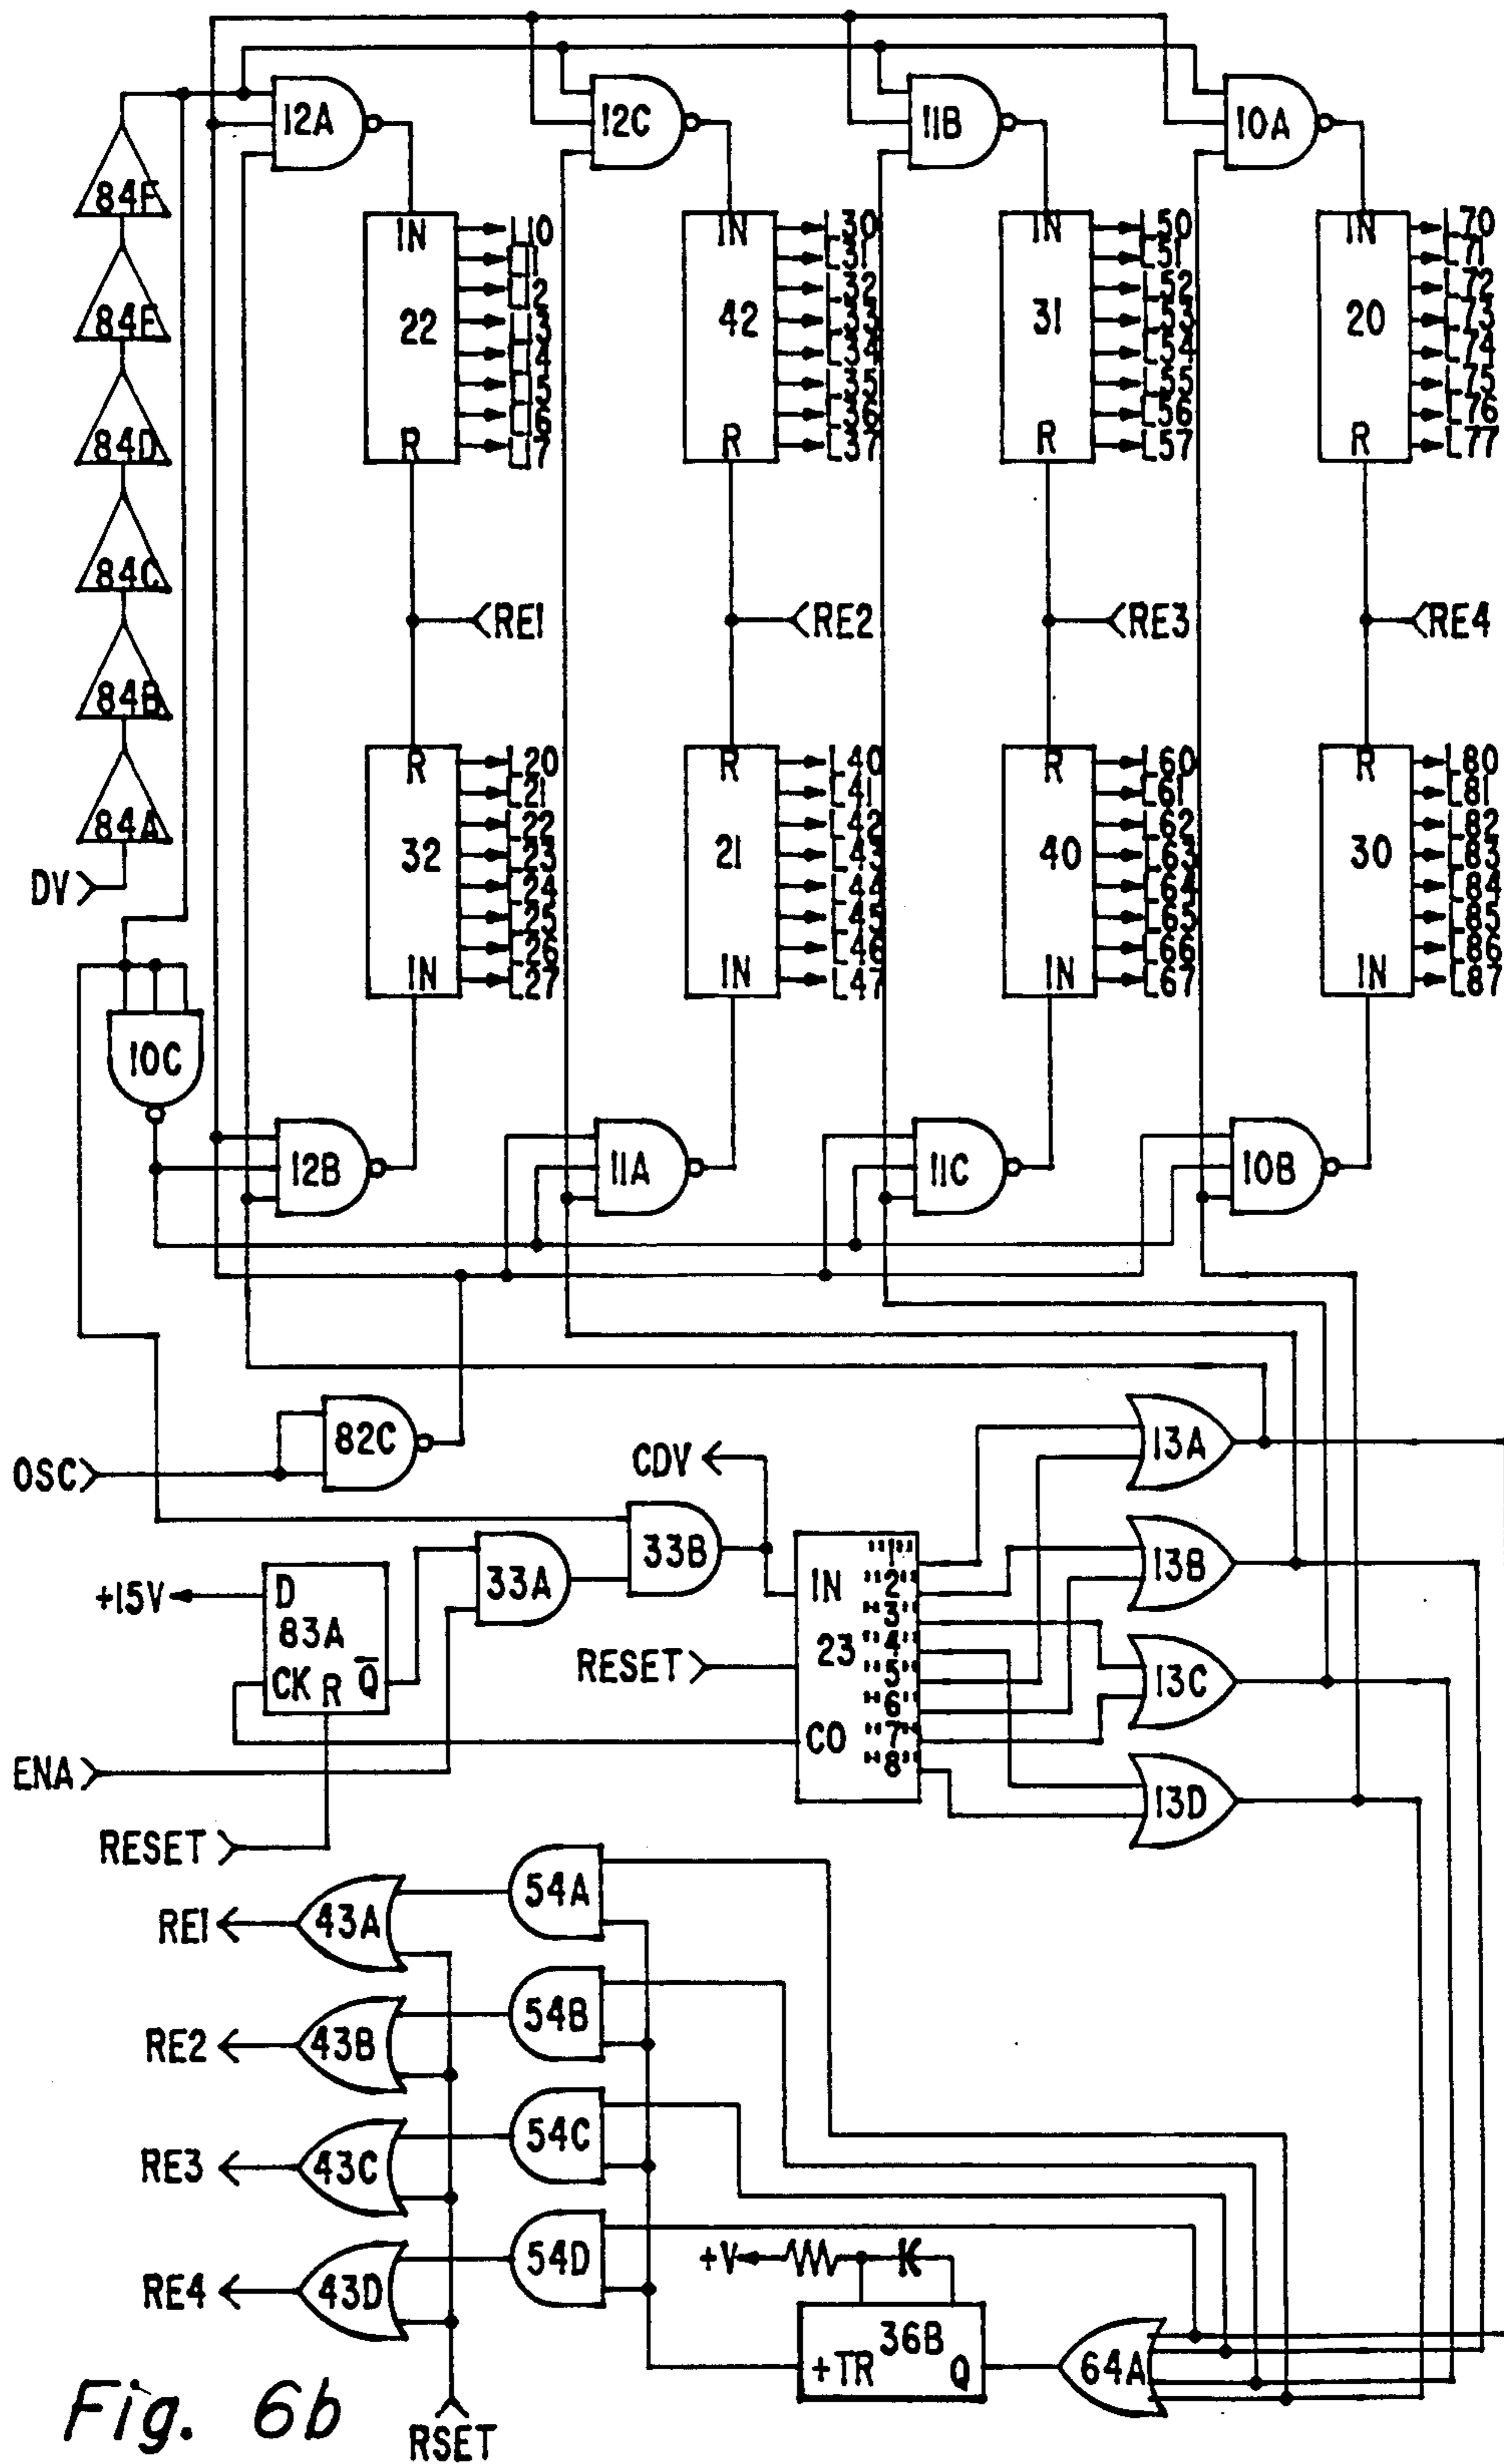 12A 12C 11B 10A
84F
IN L10 IN L30 IN L50 IN L70
L11 L31 L51 L71
L12 L32 L52 L72
84E 22 L13 42 L33 31 L53 20 L73
L14 L34 L54 L74
L15 L35 L55 L75
L16 L36 L56 L76
84D R L17 R L37 R L57 R L77
84C
RE1 RE2 RE3 RE4
84B
R L20 R L40 R L60 R L80
L21 L41 L61 L81
84A L22 L42 L62 L82
32 L23 21 L43 40 L63 30 L83
DV L24 L44 L64 L84
L25 L45 L65 L85
L26 L46 L66 L86
IN L27 IN L47 IN L67 IN L87
10C
12B 11A 11C 10B
82C 13A
OSC CDV
33B "1" 13B
+15V D 33A IN "2"
83A "3"
RESET 23 "4"
CK R Q̅ "5" 13C
"6"
CO "7"
ENA "8"
13D
RESET
54A
RE1 43A
54B
RE2 43B
54C
RE3 43C
54D +V
RE4 43D 36B
+TR Q 64A
Fig. 6b
RSET